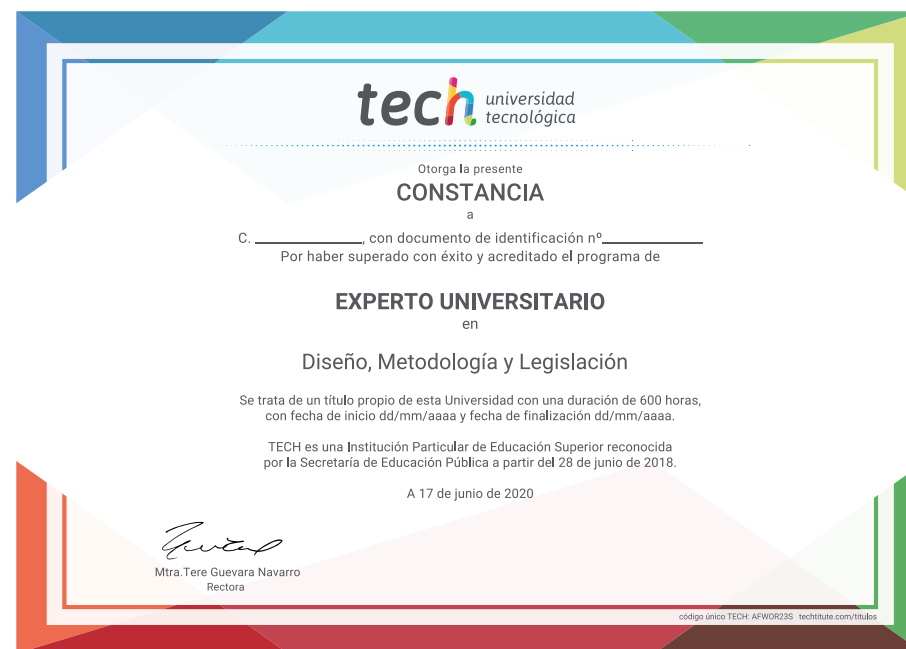 tech universidad
tecnológica
Otorga la presente
CONSTANCIA
a
C. ____________, con documento de identificación nº____________
Por haber superado con éxito y acreditado el programa de
EXPERTO UNIVERSITARIO
en
Diseño, Metodología y Legislación
Se trata de un título propio de esta Universidad con una duración de 600 horas,
con fecha de inicio dd/mm/aaaa y fecha de finalización dd/mm/aaaa.
TECH es una Institución Particular de Educación Superior reconocida
por la Secretaría de Educación Pública a partir del 28 de junio de 2018.
A 17 de junio de 2020
Mtra.Tere Guevara Navarro
Rectora
código único TECH: AFWOR23S techtitute.com/titulos